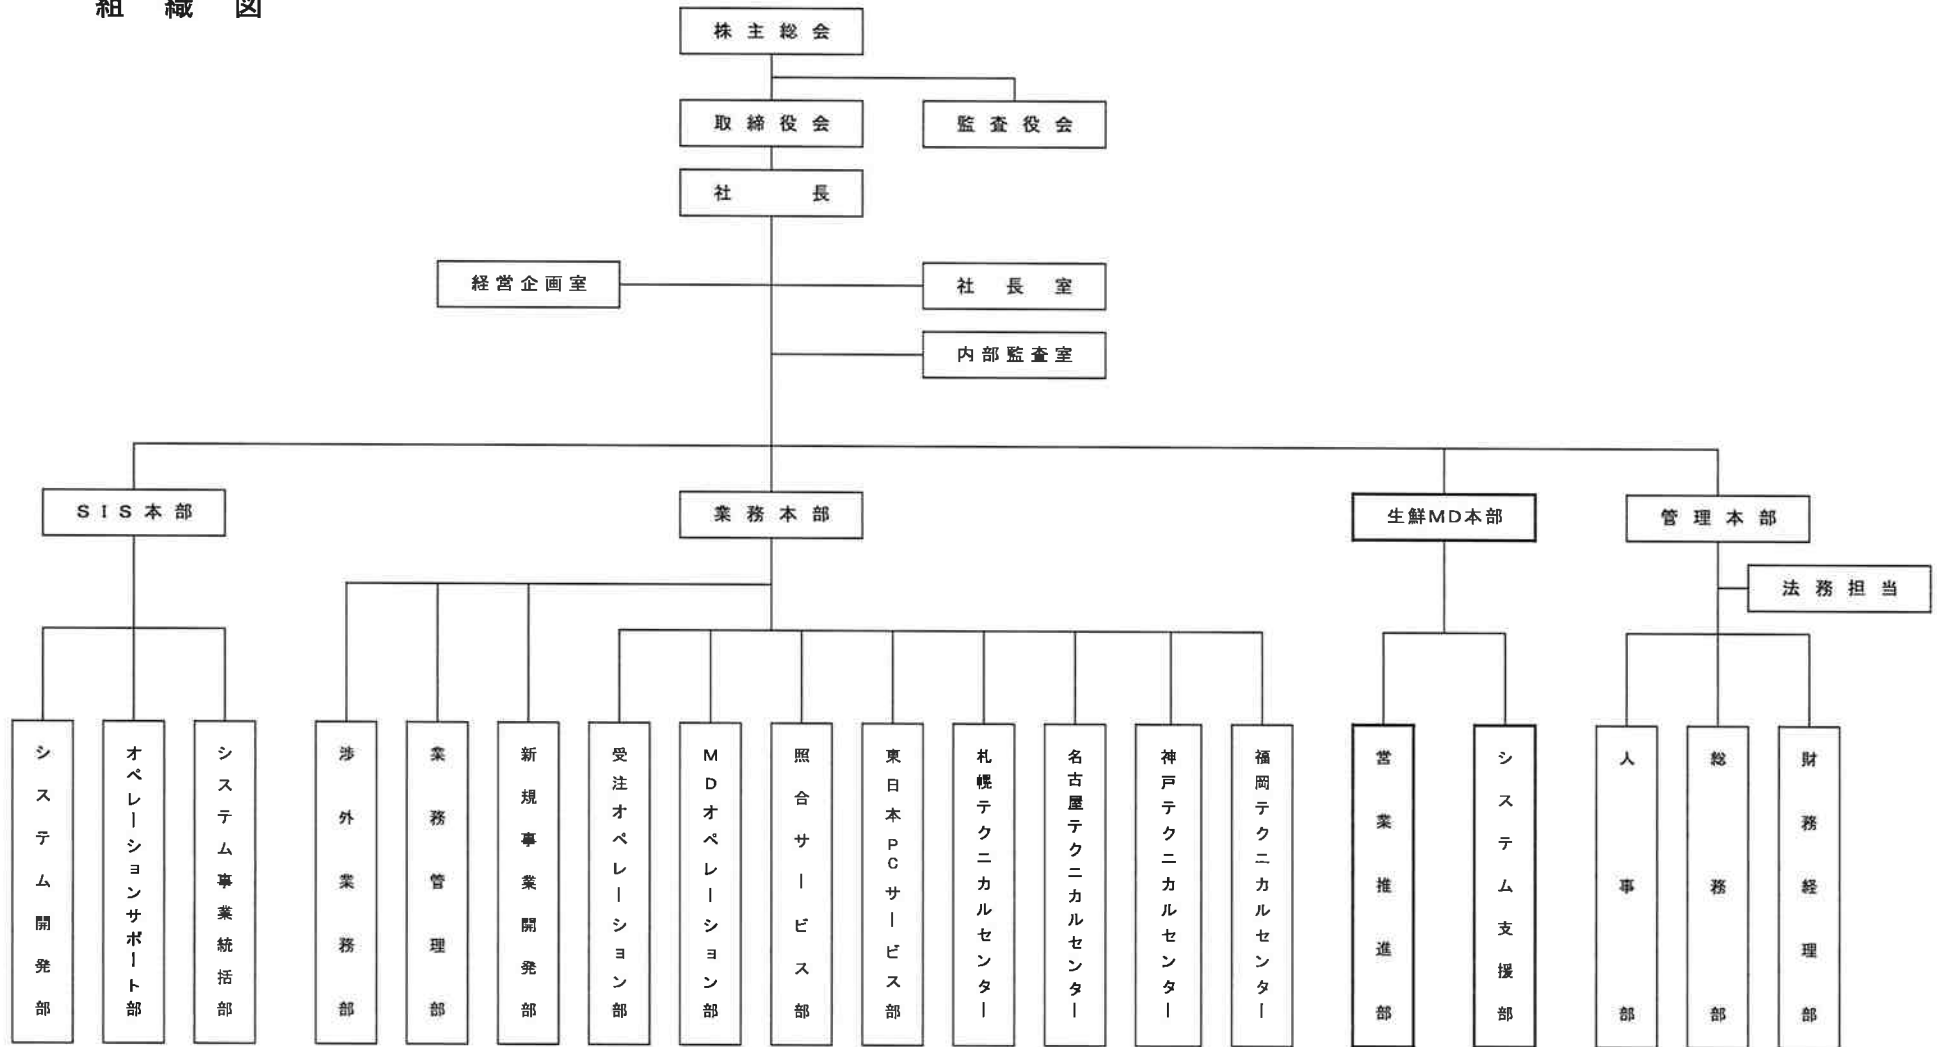 組織図
株主総会
取締役会
監査役会
社長
経営企画室
社長室
内部監査室
SIS本部
業務本部
生鮮MD本部
管理本部
法務担当
システム開発部
オペレーションサポート部
システム事業統括部
渉外業務部
業務管理部
新規事業開発部
受注オペレーション部
MDオペレーション部
照合サービス部
東日本PCサービス部
札幌テクニカルセンター
名古屋テクニカルセンター
神戸テクニカルセンター
福岡テクニカルセンター
営業推進部
システム支援部
人事部
総務部
財務経理部